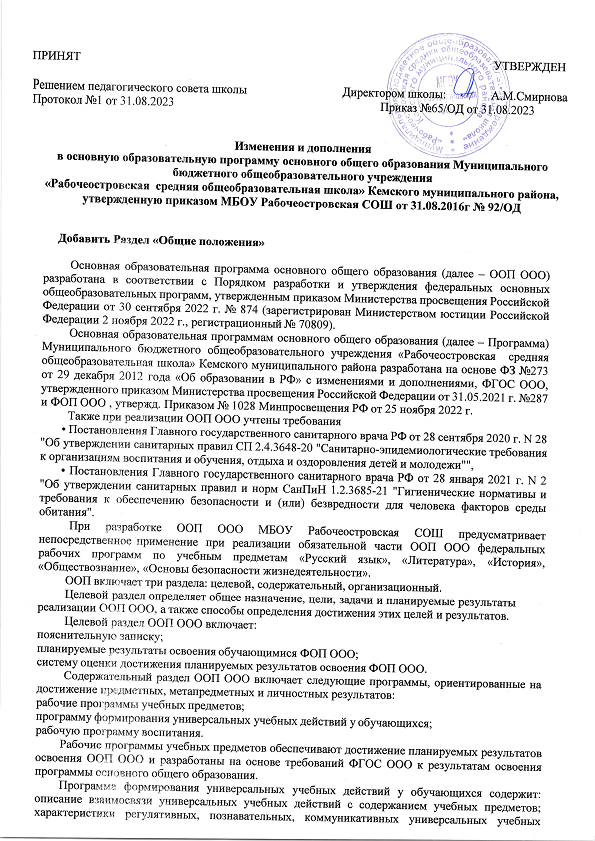 ПРИНЯТ
УТВЕРЖДЕН
Решением педагогического совета школы
Директором школы: А.М.Смирнова
Протокол №1 от 31.08.2023
Приказ №65/ОД от 31.08.2023
Изменения и дополнения
в основную образовательную программу основного общего образования Муниципального
бюджетного общеобразовательного учреждения
«Рабочеостровская средняя общеобразовательная школа» Кемского муниципального района,
утвержденную приказом МБОУ Рабочеостровская СОШ от 31.08.2016г № 92/ОД
Добавить Раздел «Общие положения»
Основная образовательная программа основного общего образования (далее – ООП ООО)
разработана в соответствии с Порядком разработки и утверждения федеральных основных
общеобразовательных программ, утвержденным приказом Министерства просвещения Российской
Федерации от 30 сентября 2022 г. № 874 (зарегистрирован Министерством юстиции Российской
Федерации 2 ноября 2022 г., регистрационный № 70809).
Основная образовательная программам основного общего образования (далее – Программа)
Муниципального бюджетного общеобразовательного учреждения «Рабочеостровская средняя
общеобразовательная школа» Кемского муниципального района разработана на основе ФЗ №273
от 29 декабря 2012 года «Об образовании в РФ» с изменениями и дополнениями, ФГОС ООО,
утвержденного приказом Министерства просвещения Российской Федерации от 31.05.2021 г. №287
и ФОП ООО , утвержд. Приказом № 1028 Минпросвещения РФ от 25 ноября 2022 г.
Также при реализации ООП ООО учтены требования
• Постановления Главного государственного санитарного врача РФ от 28 сентября 2020 г. N 28
"Об утверждении санитарных правил СП 2.4.3648-20 "Санитарно-эпидемиологические требования
к организациям воспитания и обучения, отдыха и оздоровления детей и молодежи"",
• Постановления Главного государственного санитарного врача РФ от 28 января 2021 г. N 2
"Об утверждении санитарных правил и норм СанПиН 1.2.3685-21 "Гигиенические нормативы и
требования к обеспечению безопасности и (или) безвредности для человека факторов среды
обитания".
При разработке ООП ООО МБОУ Рабочеостровская СОШ предусматривает
непосредственное применение при реализации обязательной части ООП ООО федеральных
рабочих программ по учебным предметам «Русский язык», «Литература», «История»,
«Обществознание», «Основы безопасности жизнедеятельности».
ООП включает три раздела: целевой, содержательный, организационный.
Целевой раздел определяет общее назначение, цели, задачи и планируемые результаты
реализации ООП ООО, а также способы определения достижения этих целей и результатов.
Целевой раздел ООП ООО включает:
пояснительную записку;
планируемые результаты освоения обучающимися ФОП ООО;
систему оценки достижения планируемых результатов освоения ФОП ООО.
Содержательный раздел ООП ООО включает следующие программы, ориентированные на
достижение предметных, метапредметных и личностных результатов:
рабочие программы учебных предметов;
программу формирования универсальных учебных действий у обучающихся;
рабочую программу воспитания.
Рабочие программы учебных предметов обеспечивают достижение планируемых результатов
освоения ООП ООО и разработаны на основе требований ФГОС ООО к результатам освоения
программы основного общего образования.
Программа формирования универсальных учебных действий у обучающихся содержит:
описание взаимосвязи универсальных учебных действий с содержанием учебных предметов;
характеристики регулятивных, познавательных, коммуникативных универсальных учебных